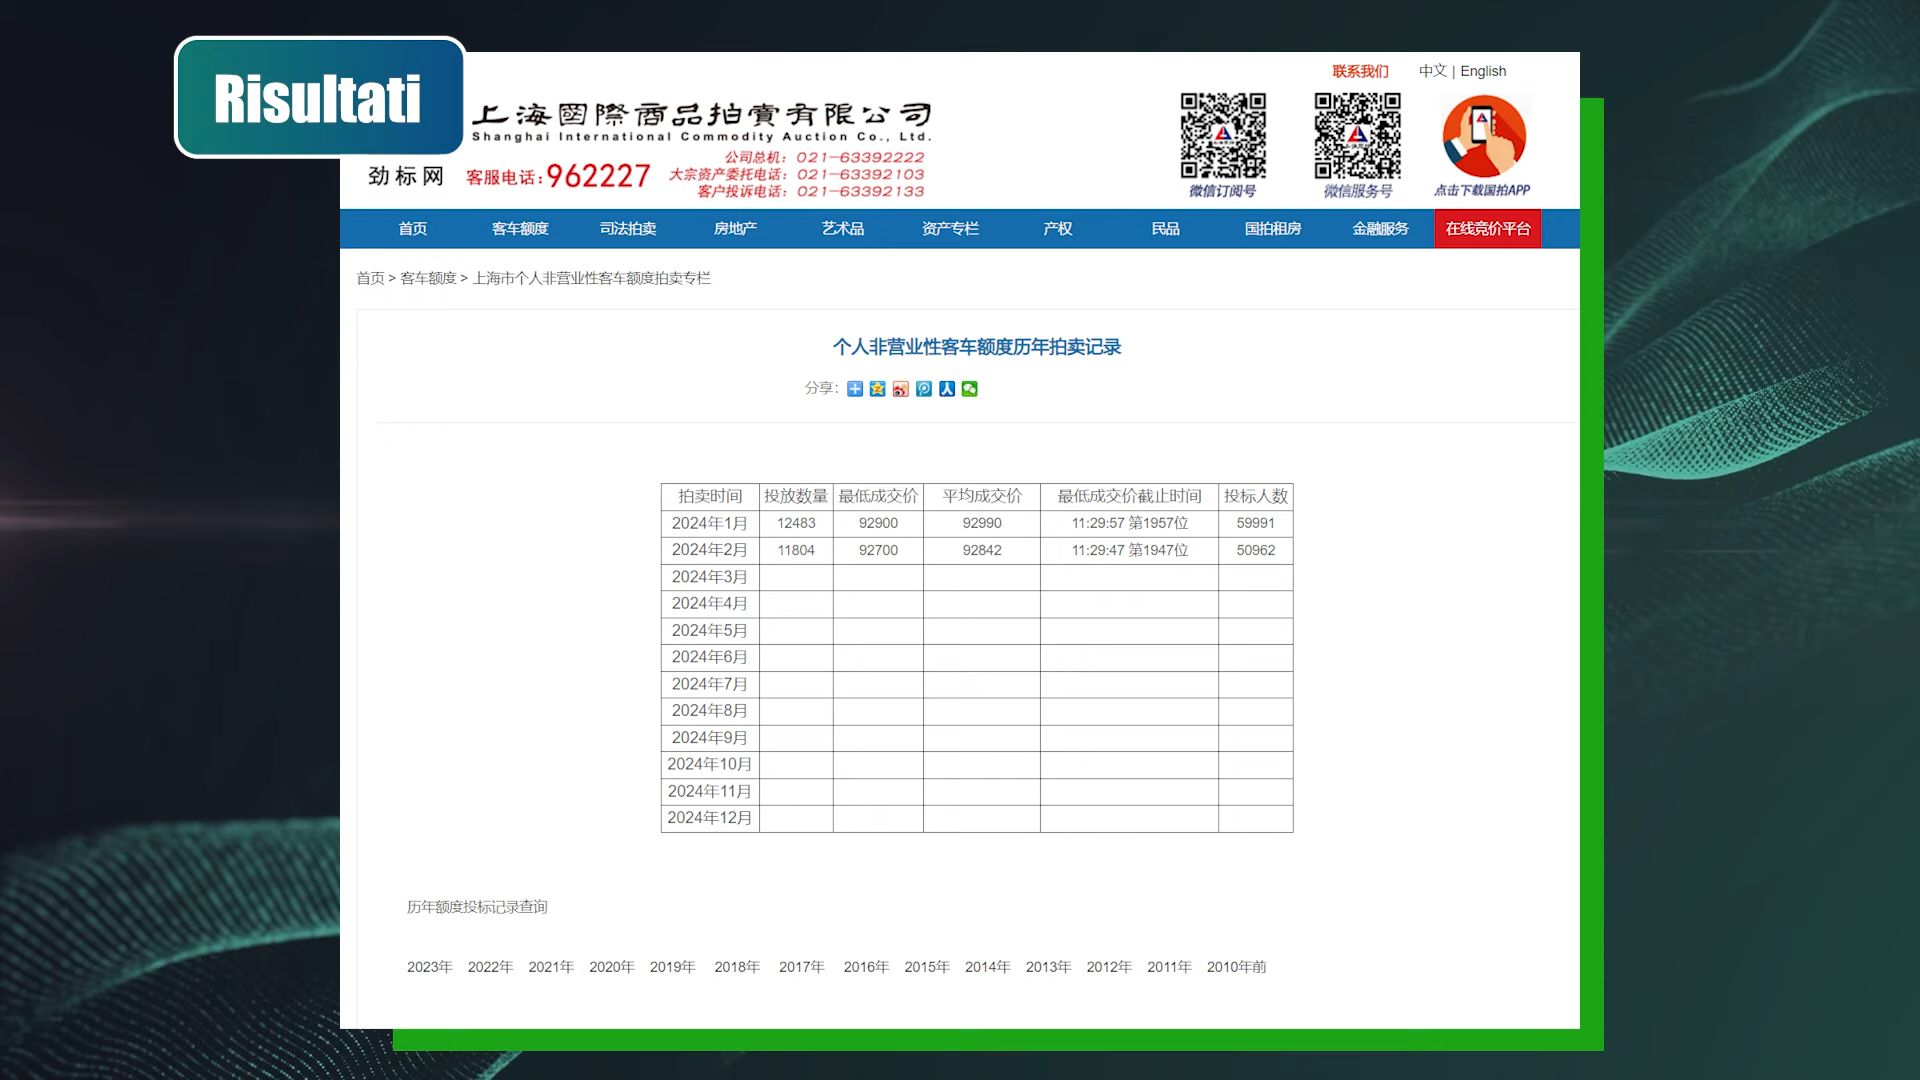 Risultati
联系我们 中文 | English
上海國際商品拍賣有限公司
Shanghai International Commodity Auction Co., Ltd.
劲标网 客服电话:962227
公司总机: 021-63392222
大宗资产委托电话: 021-63392103
客户投诉电话: 021-63392133
微信订阅号 微信服务号 点击下载国拍APP
首页 客车额度 司法拍卖 房地产 艺术品 资产专栏 产权 民品 国拍租房 金融服务 在线竞价平台
首页 > 客车额度 > 上海市个人非营业性客车额度拍卖专栏
个人非营业性客车额度历年拍卖记录
分享:
拍卖时间 投放数量 最低成交价 平均成交价 最低成交价截止时间 投标人数
2024年1月 12483 92900 92990 11:29:57 第1957位 59991
2024年2月 11804 92700 92842 11:29:47 第1947位 50962
2024年3月
2024年4月
2024年5月
2024年6月
2024年7月
2024年8月
2024年9月
2024年10月
2024年11月
2024年12月
历年额度投标记录查询
2023年 2022年 2021年 2020年 2019年 2018年 2017年 2016年 2015年 2014年 2013年 2012年 2011年 2010年前